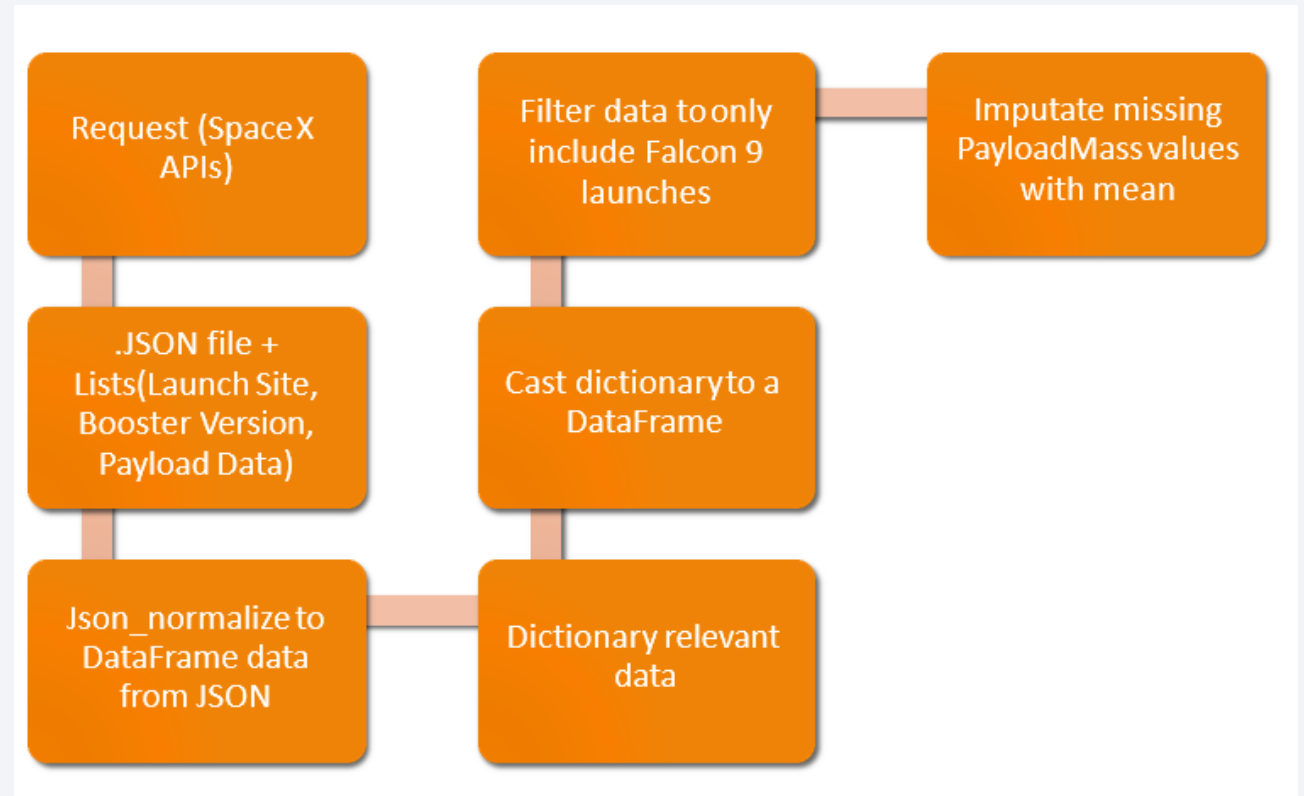 Request (SpaceX
APIs)
.JSON file +
Lists(Launch Site,
Booster Version,
Payload Data)
Json_normalize to
DataFrame data
from JSON
Dictionary relevant
data
Cast dictionary to a
DataFrame
Filter data to only
include Falcon 9
launches
Imputate missing
PayloadMass values
with mean